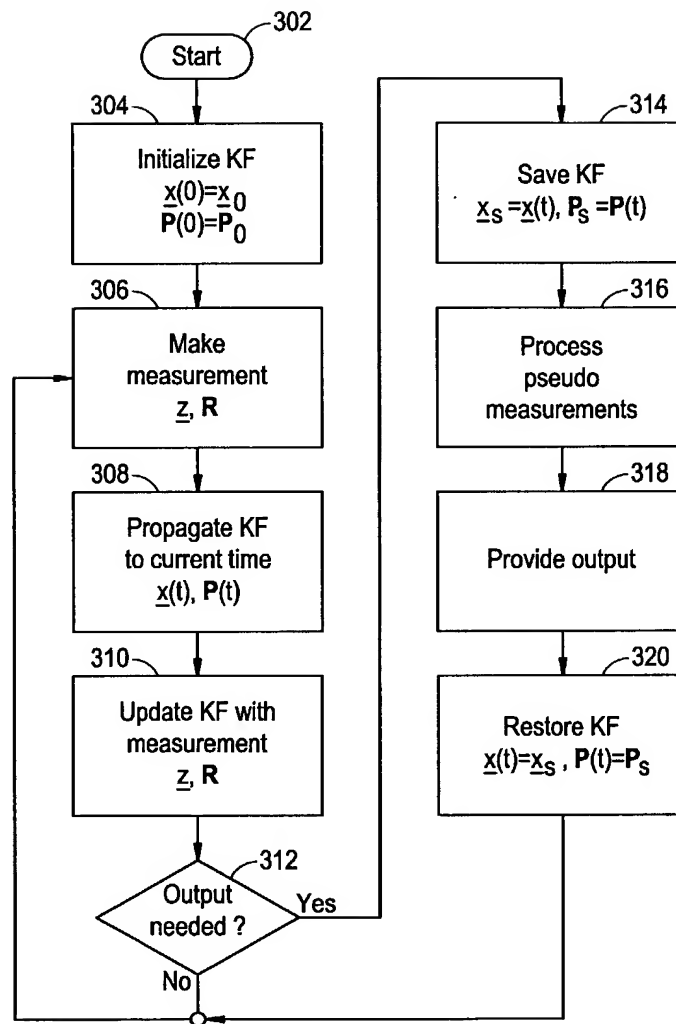 302
Start
304
Initialize KF
x(0)=x0
P(0)=P0
306
Make
measurement
z, R
308
Propagate KF
to current time
x(t), P(t)
310
Update KF with
measurement
z, R
312
Output
needed ?
Yes
No
314
Save KF
xs =x(t), Ps =P(t)
316
Process
pseudo
measurements
318
Provide output
320
Restore KF
x(t)=xs , P(t)=Ps